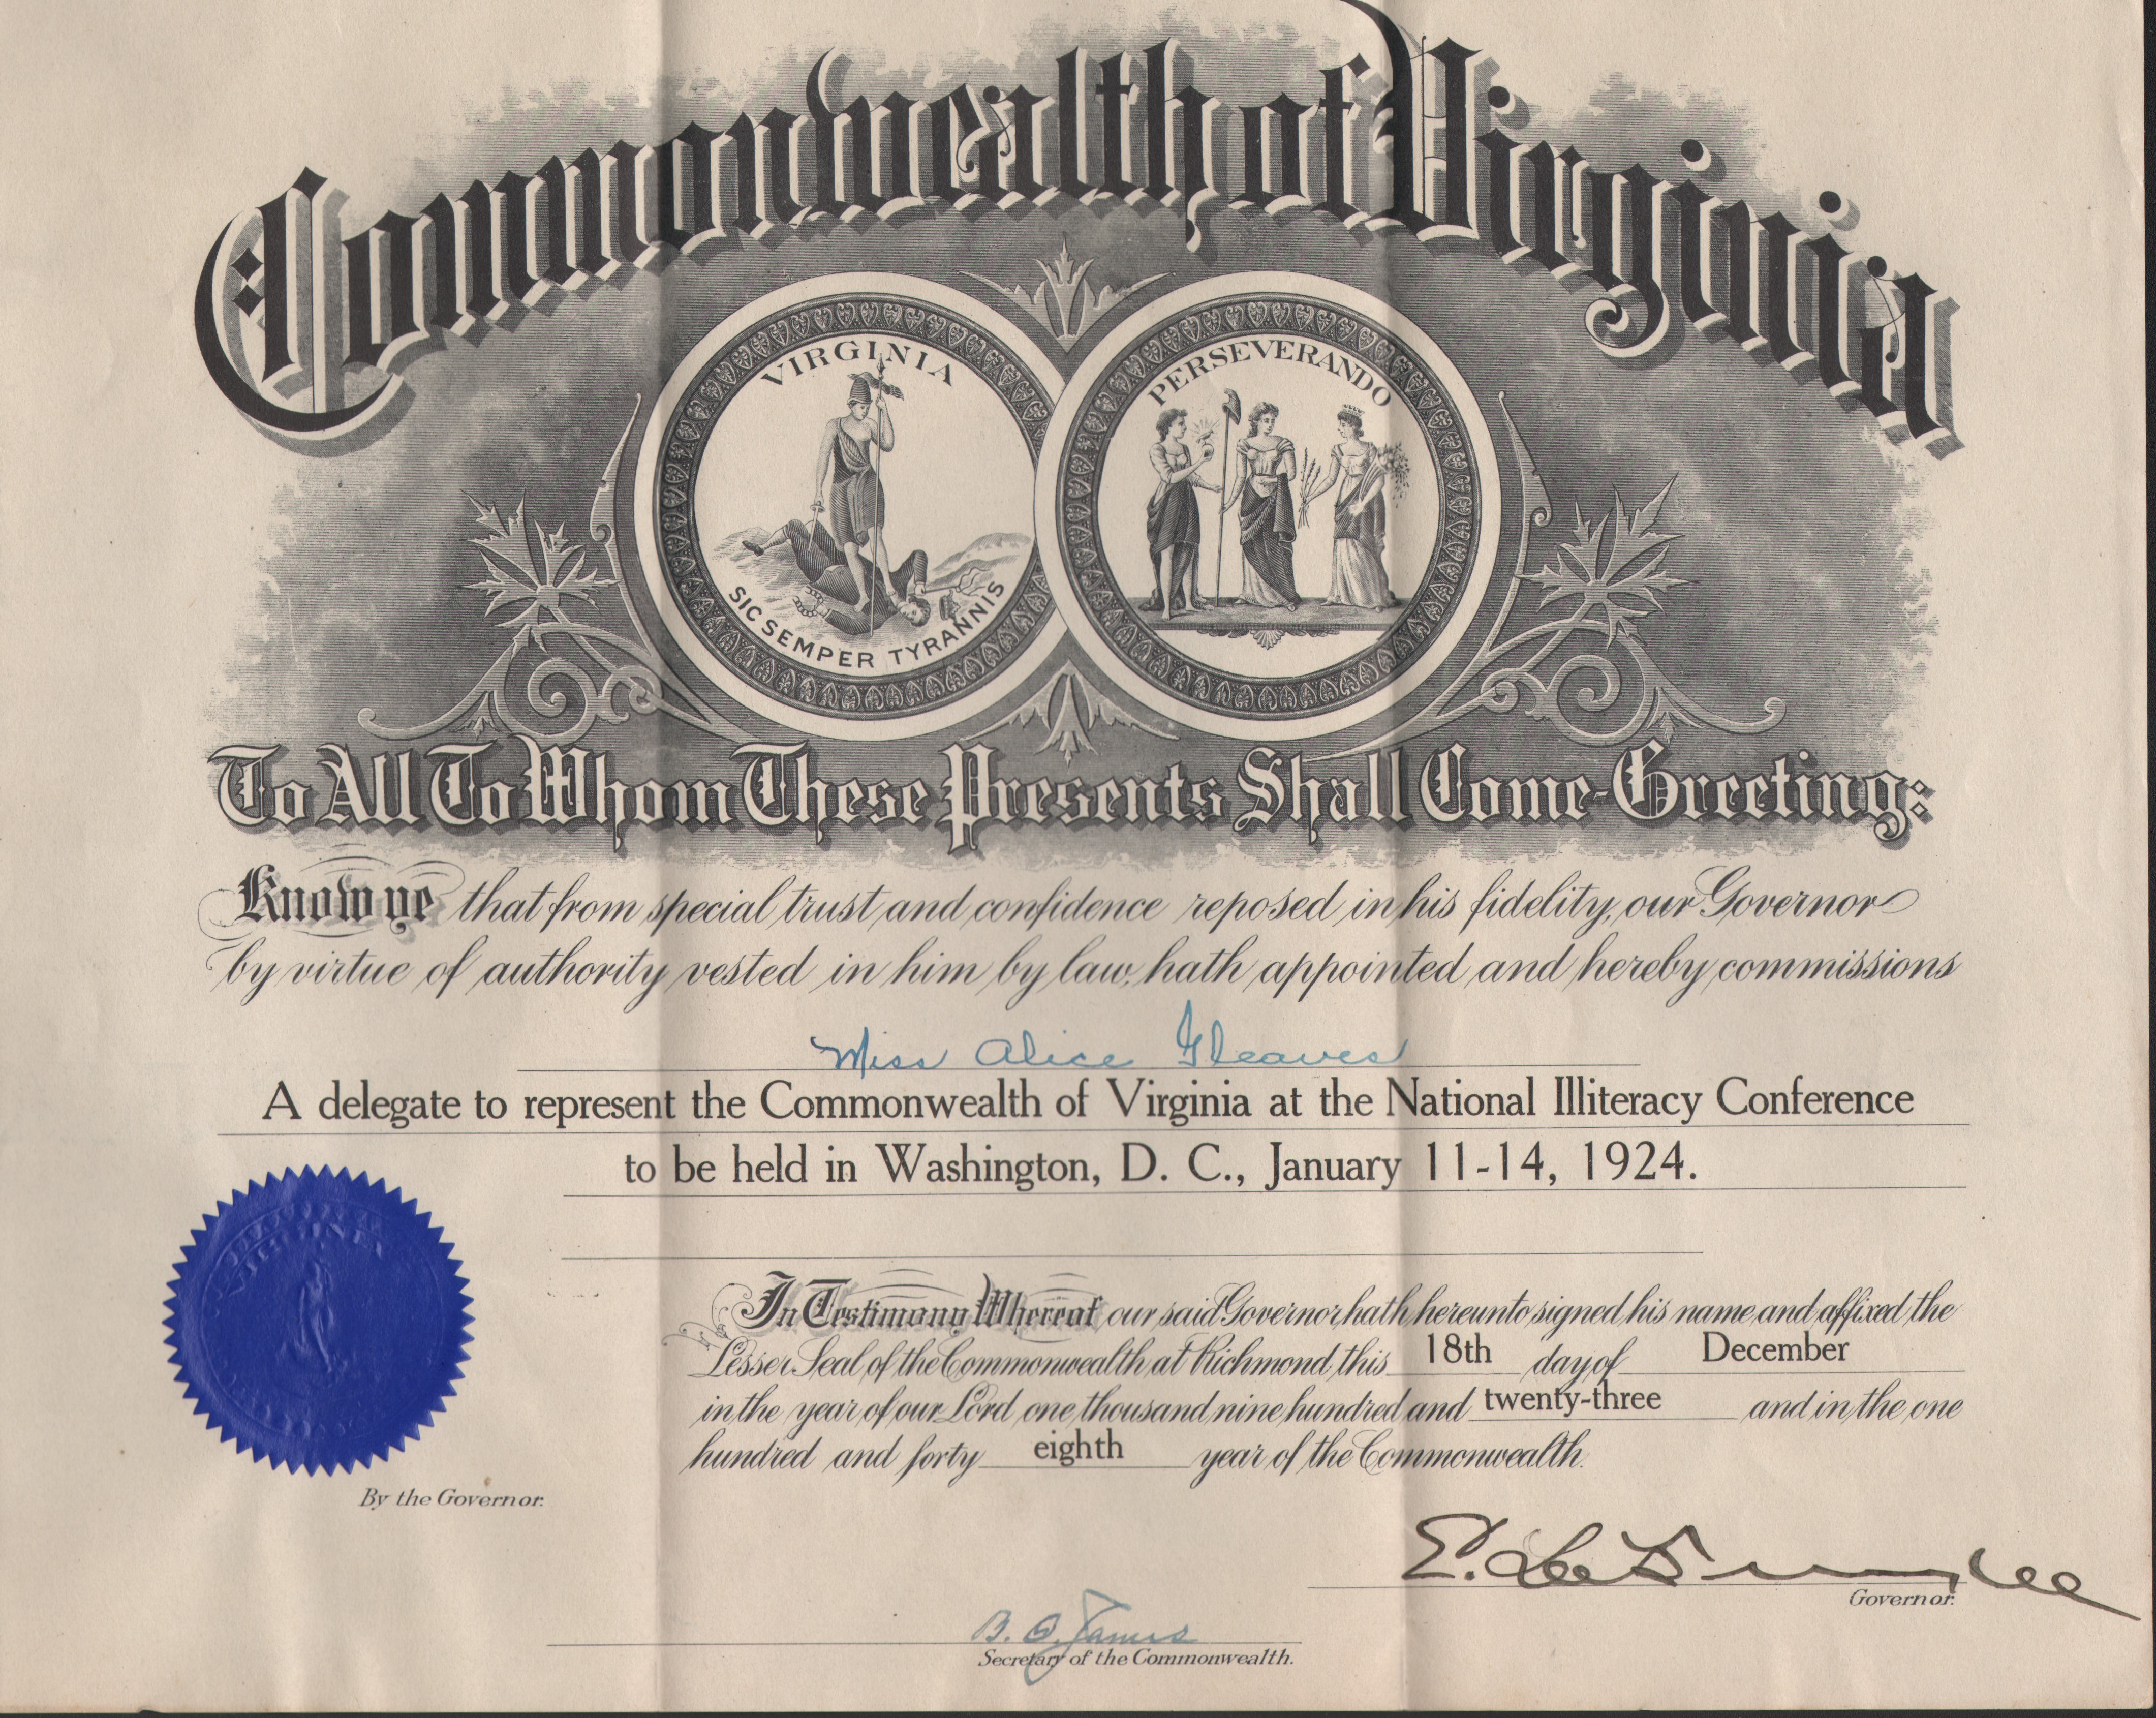 Commonwealth of Virginia
VIRGINIA
SIC SEMPER TYRANNIS
PERSEVERANDO
To All To Whom These Presents Shall Come - Greeting:
Know ye that from special trust and confidence reposed in his fidelity, our Governor
by virtue of authority vested in him by law, hath appointed and hereby commissions
Miss Alice Gleaves
A delegate to represent the Commonwealth of Virginia at the National Illiteracy Conference
to be held in Washington, D. C., January 11-14, 1924.
In Testimony Whereof our said Governor hath hereunto signed his name and affixed the
Lesser Seal of the Commonwealth at Richmond this 18th day of December
in the year of our Lord one thousand nine hundred and twenty-three and in the one
hundred and forty eighth year of the Commonwealth.
By the Governor.
E. Lee Trinkle
Governor.
B. O. James
Secretary of the Commonwealth.